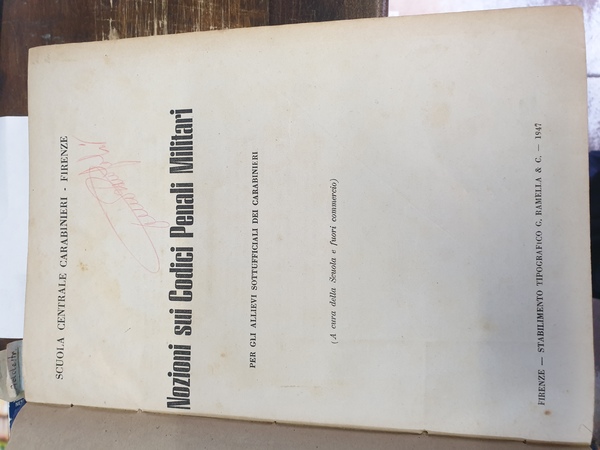 SCUOLA CENTRALE CARABINIERI - FIRENZE
Nozioni sui Codici Penali Militari
PER GLI ALLIEVI SOTTUFFICIALI DEI CARABINIERI
(A cura della Scuola e fuori commercio)
FIRENZE — STABILIMENTO TIPOGRAFICO G. RAMELLA & C. — 1947